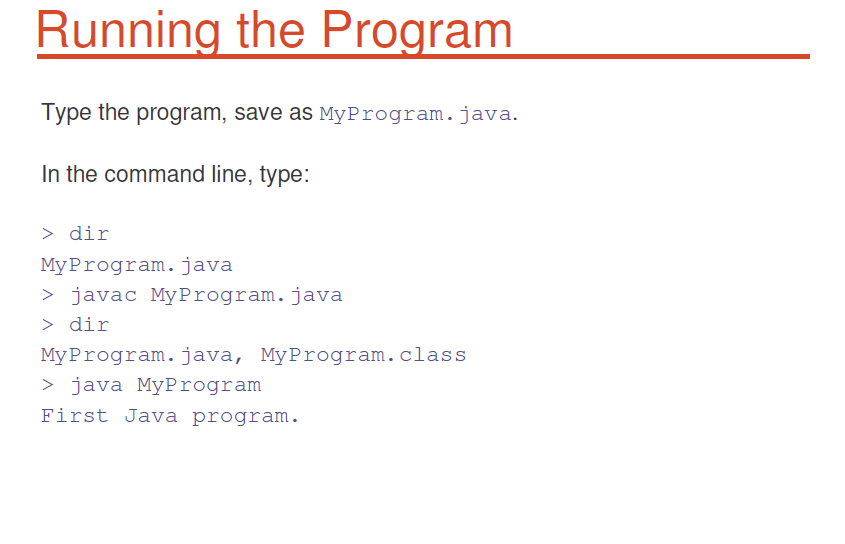 Running the Program
Type the program, save as MyProgram.java.
In the command line, type:
> dir
MyProgram.java
> javac MyProgram.java
> dir
MyProgram.java, MyProgram.class
> java MyProgram
First Java program.